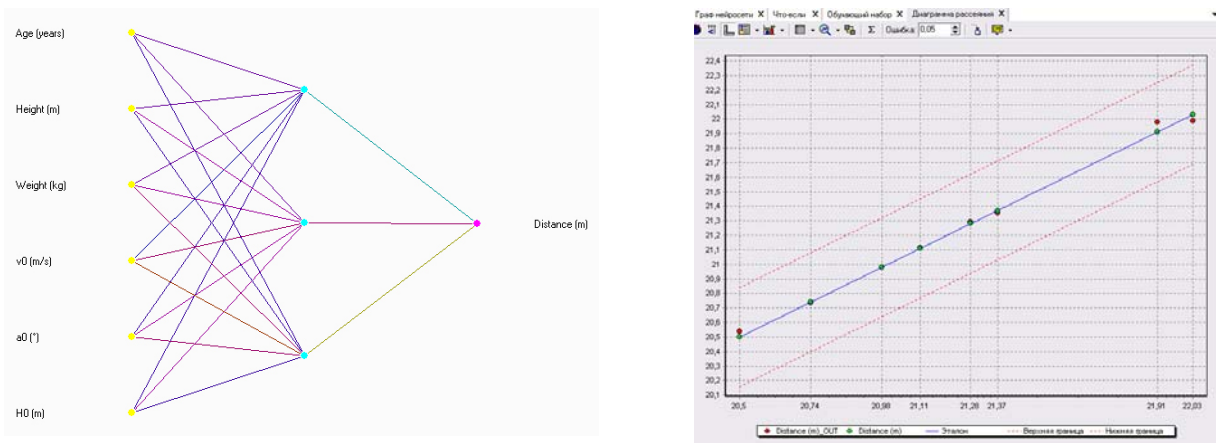 Age (years)
Height (m)
Weight (kg)
v0 (m/s)
a0 (°)
H0 (m)
Distance (m)
Граф нейросети X Что-если X Обучающий набор X Диаграмма рассеяния X
Σ Ошибка: 0,05
22,4
22,3
22,2
22,1
22
21,9
21,8
21,7
21,6
21,5
21,4
21,3
21,2
21,1
21
20,9
20,8
20,7
20,6
20,5
20,4
20,3
20,2
20,1
20,5 20,74 20,98 21,11 21,28 21,37 21,91 22,03
Distance (m)_OUT Distance (m) Эталон Верхняя граница Нижняя граница